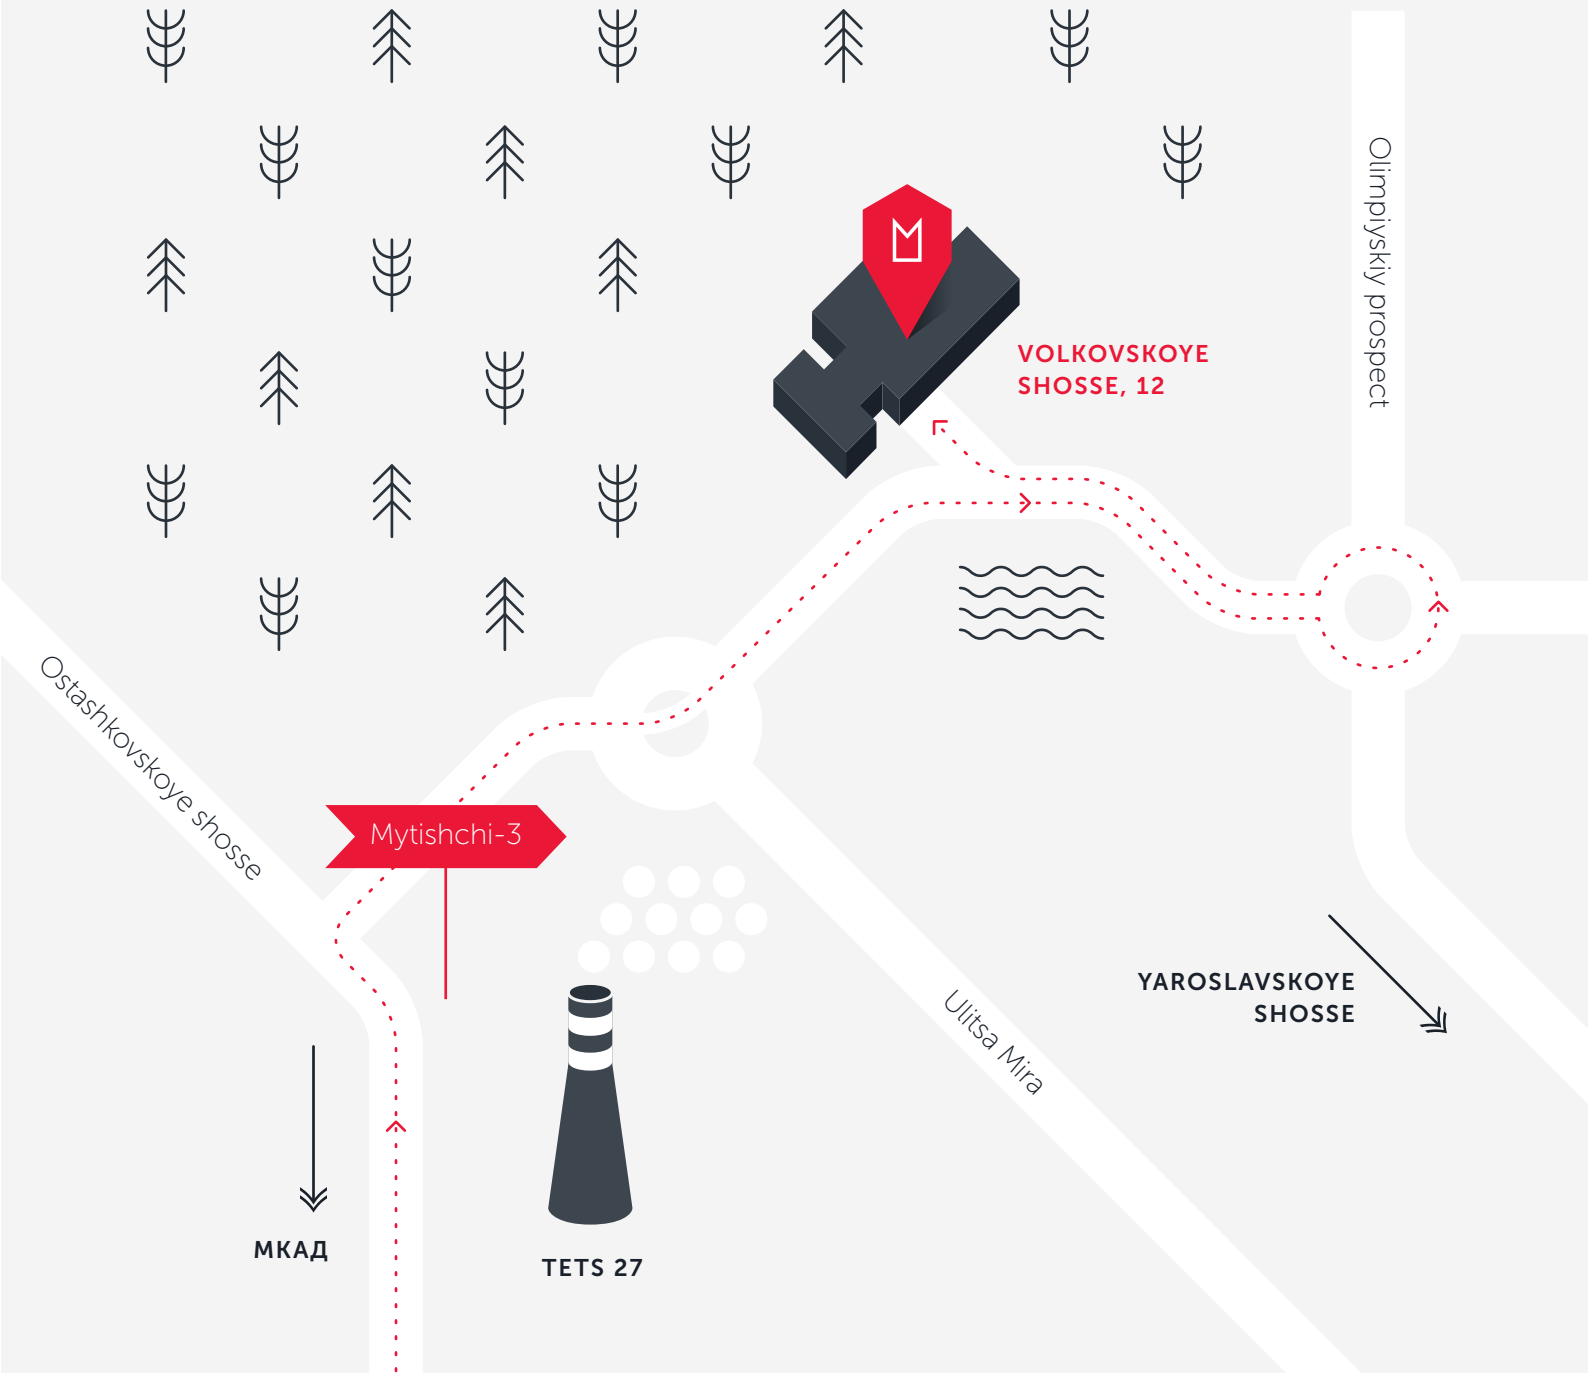 Olimpiyskiy prospect
VOLKOVSKOYE
SHOSSE, 12
Ostashkovskoye shosse
Mytishchi-3
YAROSLAVSKOYE
SHOSSE
Ulitsa Mira
МКАД
TETS 27